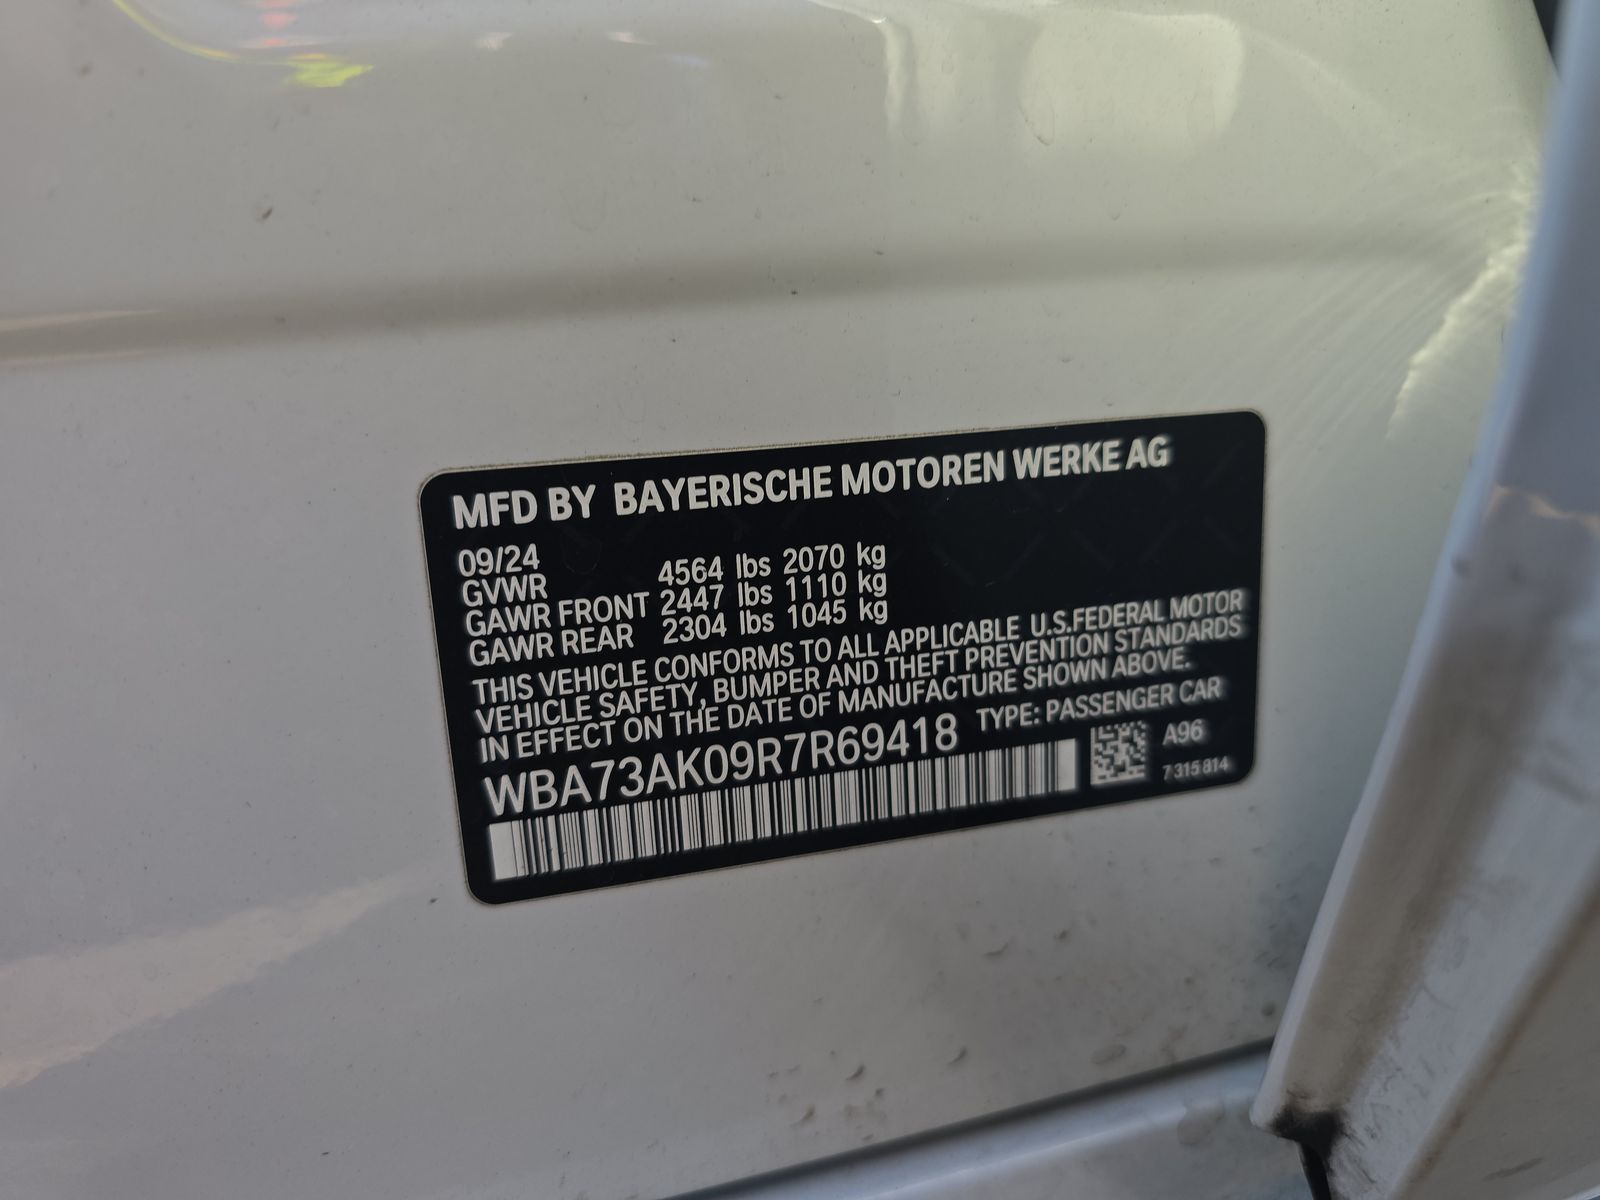 MFD BY BAYERISCHE MOTOREN WERKE AG
09/24
GVWR 4564 lbs 2070 kg
GAWR FRONT 2447 lbs 1110 kg
GAWR REAR 2304 lbs 1045 kg
THIS VEHICLE CONFORMS TO ALL APPLICABLE U.S.FEDERAL MOTOR
VEHICLE SAFETY, BUMPER AND THEFT PREVENTION STANDARDS
IN EFFECT ON THE DATE OF MANUFACTURE SHOWN ABOVE.
WBA73AK09R7R69418 TYPE: PASSENGER CAR
A96
7 315 814